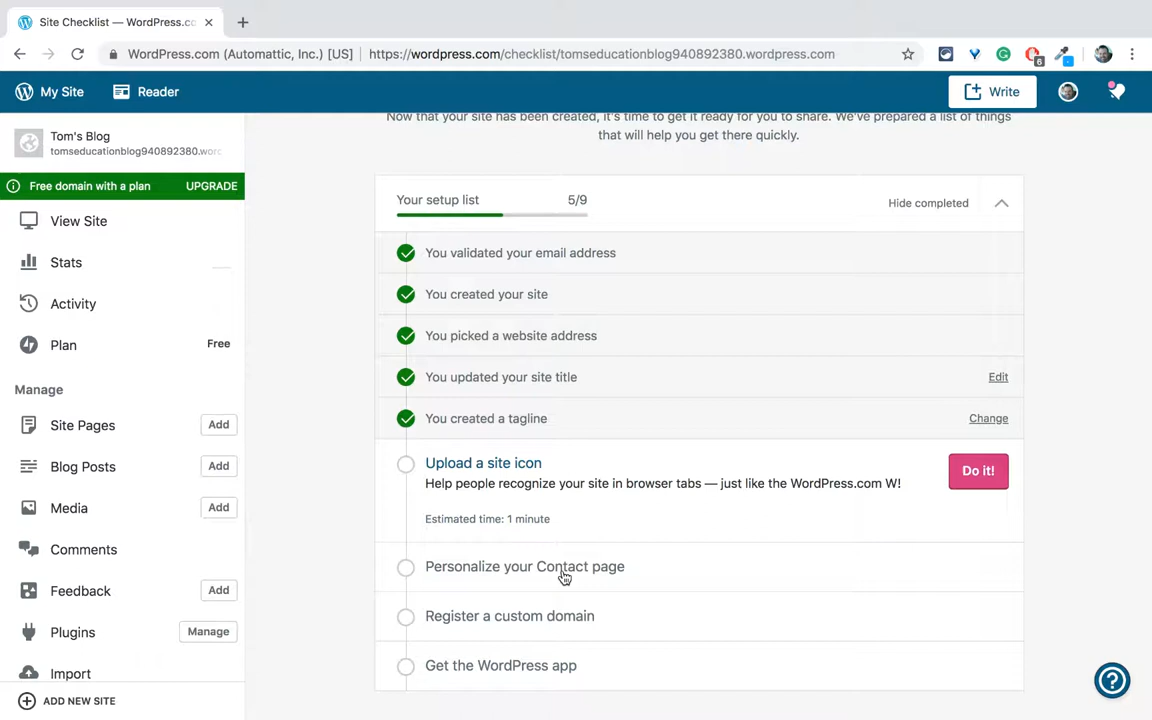 Site Checklist — WordPress.co
WordPress.com (Automattic, Inc.) [US]
https://wordpress.com/checklist/tomseducationblog940892380.wordpress.com
6
My Site
Reader
Write
Tom's Blog
tomseducationblog940892380.wordc
Free domain with a plan
UPGRADE
View Site
Stats
Activity
Plan
Free
Manage
Site Pages
Add
Blog Posts
Add
Media
Add
Comments
Feedback
Add
Plugins
Manage
Import
ADD NEW SITE
Now that your site has been created, it's time to get it ready for you to share. We've prepared a list of things
that will help you get there quickly.
Your setup list
5/9
Hide completed
You validated your email address
You created your site
You picked a website address
You updated your site title
Edit
You created a tagline
Change
Upload a site icon
Help people recognize your site in browser tabs — just like the WordPress.com W!
Estimated time: 1 minute
Do it!
Personalize your Contact page
Register a custom domain
Get the WordPress app